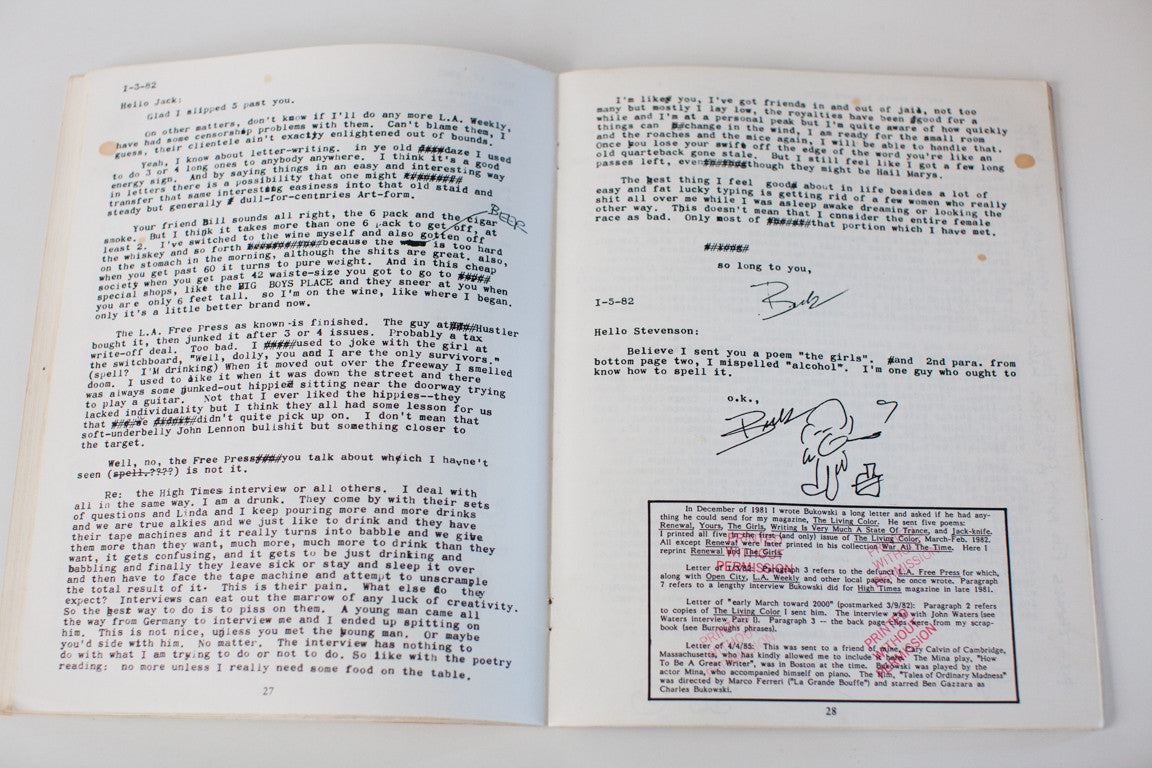 1-3-82
Hello Jack:
Glad I slipped 5 past you.
On other matters, don't know if I'll do any more L.A. Weekly,
have had some censorship problems with them. Can't blame them, I
guess, their clientele ain't exactly enlightened out of bounds.
Yeah, I know about letter-writing. in ye old daze I used
to do 3 or 4 long ones to anybody anywhere. I think it's a good
energy sign. And by saying things in an easy and interesting way
in letters there is a possibility that one might
transfer that same interesting easiness into that old staid and
steady but generally dull-for-centuries Art-form.
BEER
Your friend Bill sounds all right, the 6 pack and the cigar
smoke. But I think it takes more than one 6 pack to get off, at
least 2. I've switched to the wine myself and also gotten off
the whiskey and so forth because the is too hard
on the stomach in the morning, although the shits are great. also,
when you get past 60 it turns to pure weight. And in this cheap
society when you get past 42 waiste-size you got to go to
special shops, like the BIG BOYS PLACE and they sneer at you when
you are only 6 feet tall. so I'm on the wine, like where I began.
only it's a little better brand now.
The L.A. Free Press as known is finished. The guy at Hustler
bought it, then junked it after 3 or 4 issues. Probably a tax
write-off deal. Too bad. I used to joke with the girl at
the switchboard, "Well, dolly, you and I are the only survivors."
(spell? I'M drinking) When it moved out over the freeway I smelled
doom. I used to like it when it was down the street and there
was always some junked-out hippied sitting near the doorway trying
to play a guitar. Not that I ever liked the hippies--they
lacked individuality but I think they all had some lesson for us
that we didn't quite pick up on. I don't mean that
soft-underbelly John Lennon bullshit but something closer to
the target.
Well, no, the Free Press you talk about which I havne't
seen (spell.????) is not it.
Re: the High Times interview or all others. I deal with
all in the same way. I am a drunk. They come by with their sets
of questions and Linda and I keep pouring more and more drinks
and we are true alkies and we just like to drink and they have
their tape machines and it really turns into babble and we give
them more than they want, much more, much more to drink than they
want, it gets confusing, and it gets to be just drinking and
babbling and finally they leave sick or stay and sleep it over
and then have to face the tape machine and attempt to unscramble
the total result of it. This is their pain. What else do they
expect? Interviews can eat out the marrow of any luck of creativity.
So the best way to do is to piss on them. A young man came all
the way from Germany to interview me and I ended up spitting on
him. This is not nice, unless you met the young man. Or maybe
you'd side with him. No matter. The interview has nothing to
do with what I am trying to do or not to do. So like with the poetry
reading: no more unless I really need some food on the table.
27
I'm like you, I've got friends in and out of jail, not too
many but mostly I lay low, the royalties have been good for a
while and I'm at a personal peak but I'm quite aware of how quickly
things can change in the wind, I am ready for the small room
and the roaches and the mice again, I will be able to handle that.
Once you lose your swift off the edge of the word you're like an
old quarteback gone stale. But I still feel like I got a few long
passes left, even though they might be Hail Marys.
The best thing I feel good about in life besides a lot of
easy and fat lucky typing is getting rid of a few women who really
shit all over me while I was asleep awake dreaming or looking the
other way. This doesn't mean that I consider the entire female
race as bad. Only most of that portion which I have met.
so long to you,
Buk
1-5-82
Hello Stevenson:
Believe I sent you a poem "the girls". and 2nd para. from
bottom page two, I mispelled "alcohol". I'm one guy who ought to
know how to spell it.
o.k.,
Buk
In December of 1981 I wrote Bukowski a long letter and asked if he had any-
thing he could send for my magazine, The Living Color. He sent five poems:
Renewal, Yours, The Girls, Writing Is Very Much A State Of Trance, and Jack-knife.
I printed all five in the first (and only) issue of The Living Color, March-Feb. 1982.
All except Renewal were later printed in his collection War All The Time. Here I
reprint Renewal and The Girls
Letter of 1/3/82: Paragraph 3 refers to the defunct L.A. Free Press for which,
along with Open City, L.A. Weekly and other local papers, he once wrote. Paragraph
7 refers to a lengthy interview Bukowski did for High Times magazine in late 1981.
Letter of "early March toward 2000" (postmarked 3/9/82): Paragraph 2 refers
to copies of The Living Color I sent him. The interview was with John Waters (see
Waters interview Part I). Paragraph 3 -- the back page clips were from my scrap-
book (see Burroughs phrases).
Letter of 4/4/85: This was sent to a friend of mine, Gary Calvin of Cambridge,
Massachusetts, who has kindly allowed me to include it here. The Mina play, "How
To Be A Great Writer", was in Boston at the time. Bukowski was played by the
actor Mina, who accompanied himself on piano. The film, "Tales of Ordinary Madness"
was directed by Marco Ferreri ("La Grande Bouffe") and starred Ben Gazzara as
Charles Bukowski.
PRINTED
WITHOUT
PERMISSION
28